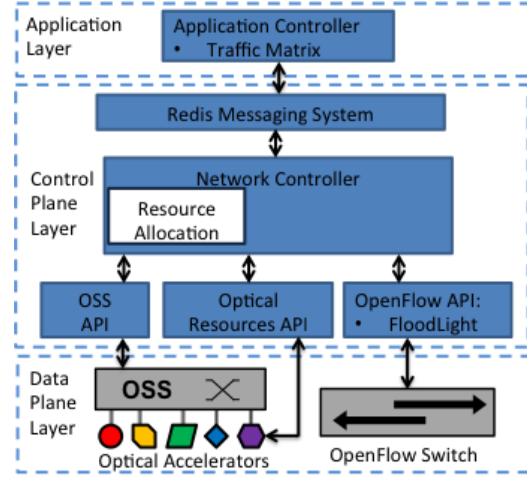 Application
Layer
Application Controller
• Traffic Matrix
Redis Messaging System
Control
Plane
Layer
Network Controller
Resource
Allocation
OSS
API
Optical
Resources API
OpenFlow API:
• FloodLight
Data
Plane
Layer
OSS
Optical Accelerators
OpenFlow Switch